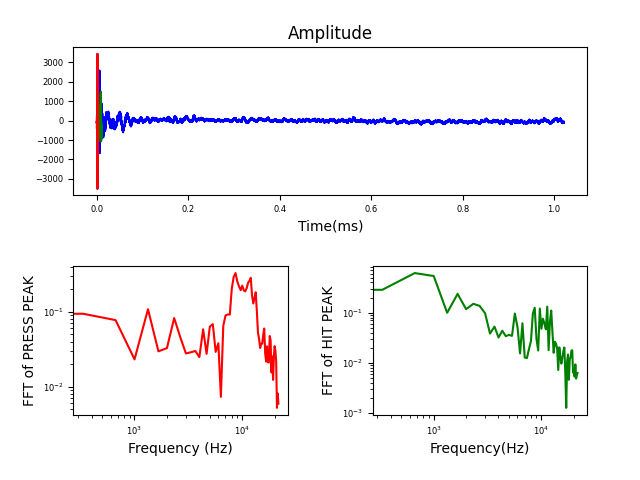 Amplitude
3000
2000
1000
0
−1000
−2000
−3000
0.0 0.2 0.4 0.6 0.8 1.0
Time(ms)
FFT of PRESS PEAK
10⁻¹
10⁻²
10³ 10⁴
Frequency (Hz)
FFT of HIT PEAK
10⁻¹
10⁻²
10⁻³
10³ 10⁴
Frequency(Hz)